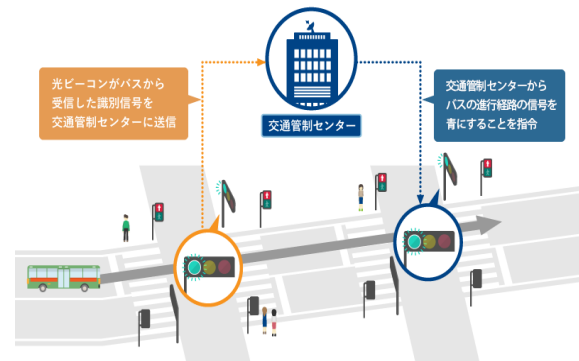 光ビーコンがバスから
受信した識別信号を
交通管制センターに送信
交通管制センター
交通管制センターから
バスの進行経路の信号を
青にすることを指令